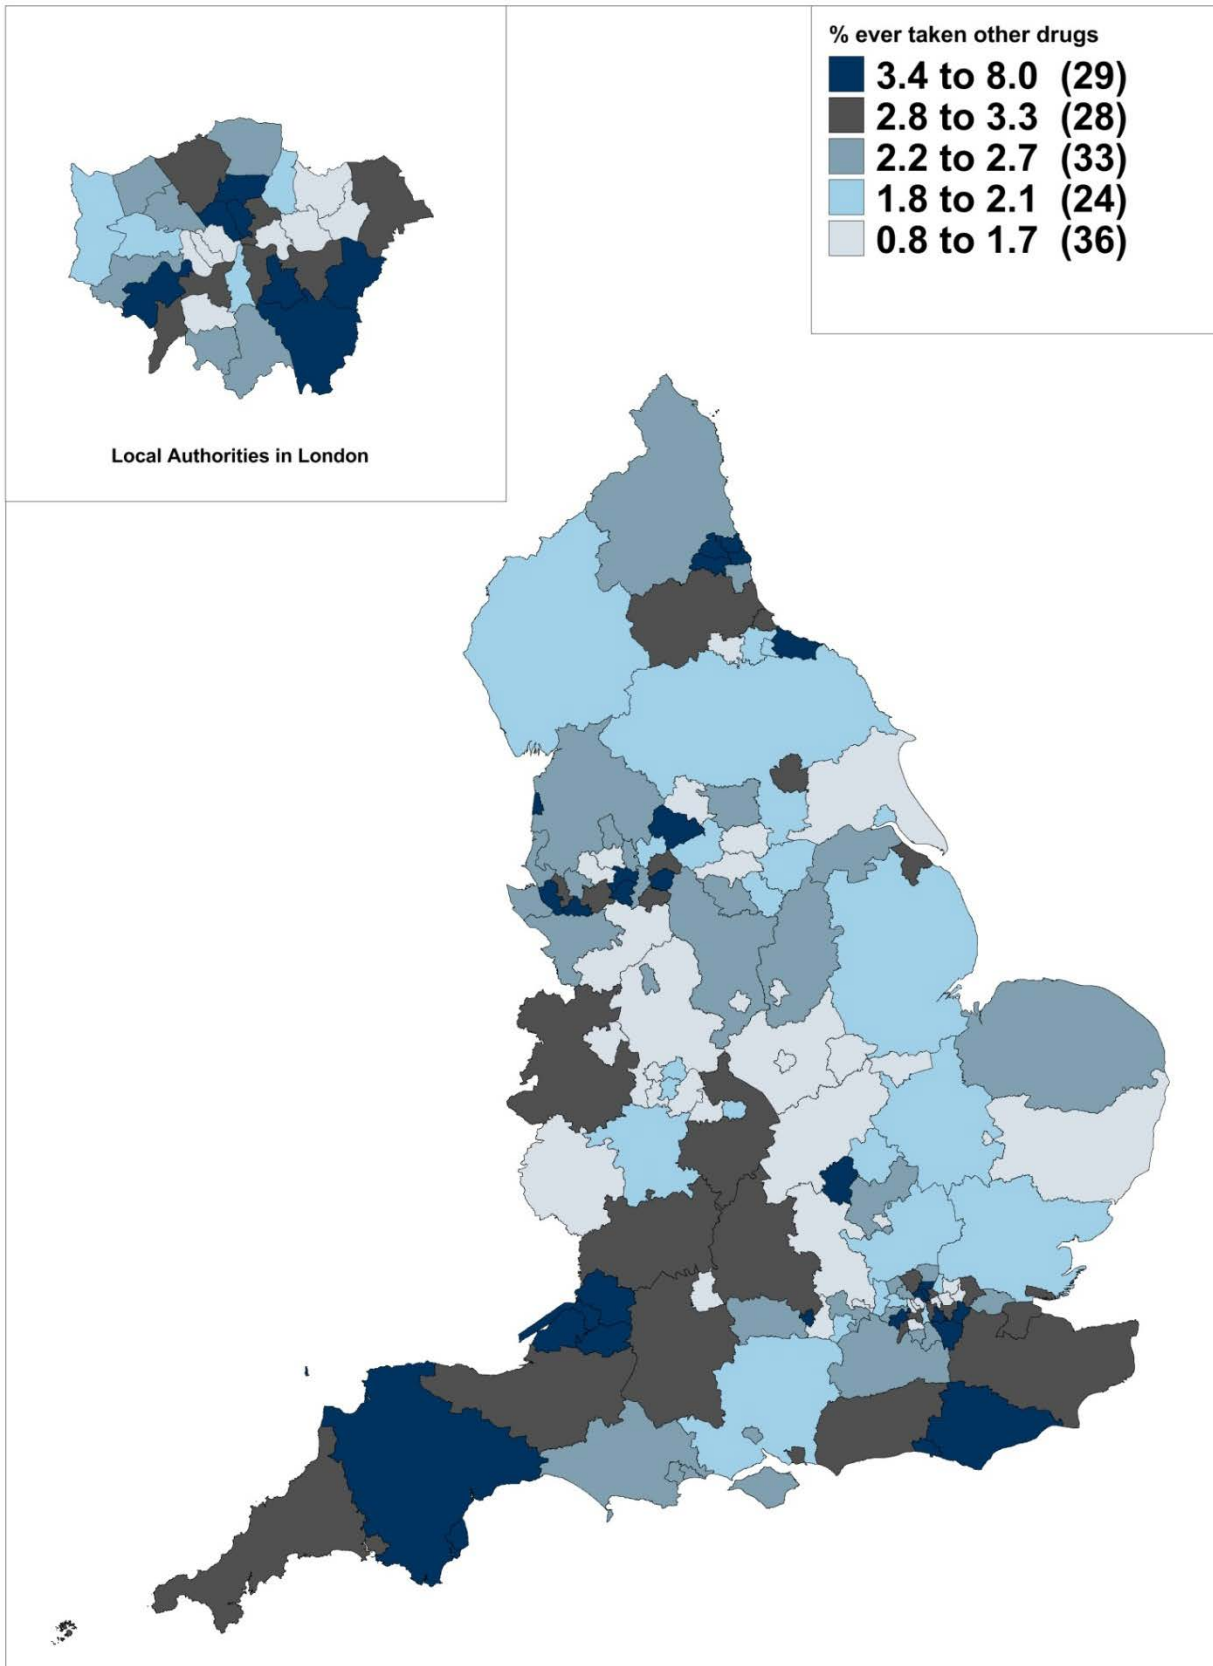 % ever taken other drugs
3.4 to 8.0 (29)
2.8 to 3.3 (28)
2.2 to 2.7 (33)
1.8 to 2.1 (24)
0.8 to 1.7 (36)
Local Authorities in London